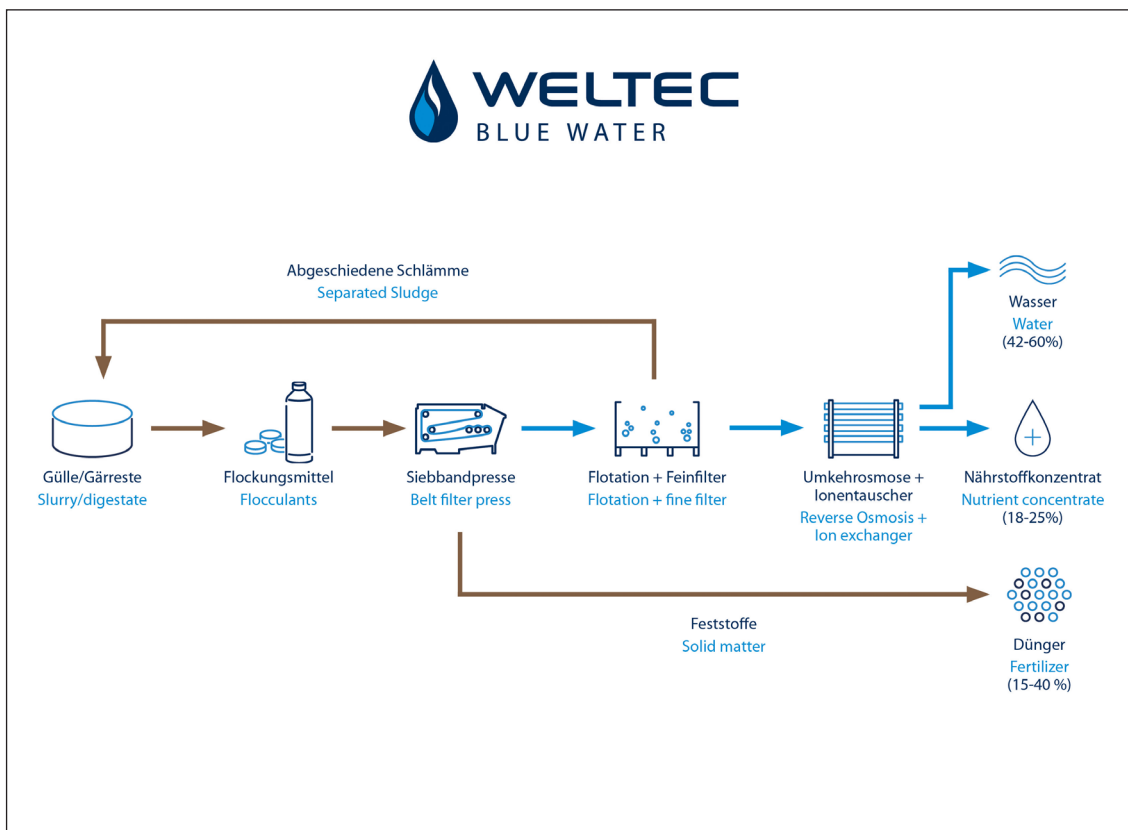 WELTEC
BLUE WATER
Abgeschiedene Schlämme
Separated Sludge
Wasser
Water
(42-60%)
Gülle/Gärreste
Slurry/digestate
Flockungsmittel
Flocculants
Siebbandpresse
Belt filter press
Flotation + Feinfilter
Flotation + fine filter
Umkehrosmose +
Ionentauscher
Reverse Osmosis +
Ion exchanger
Nährstoffkonzentrat
Nutrient concentrate
(18-25%)
Feststoffe
Solid matter
Dünger
Fertilizer
(15-40 %)